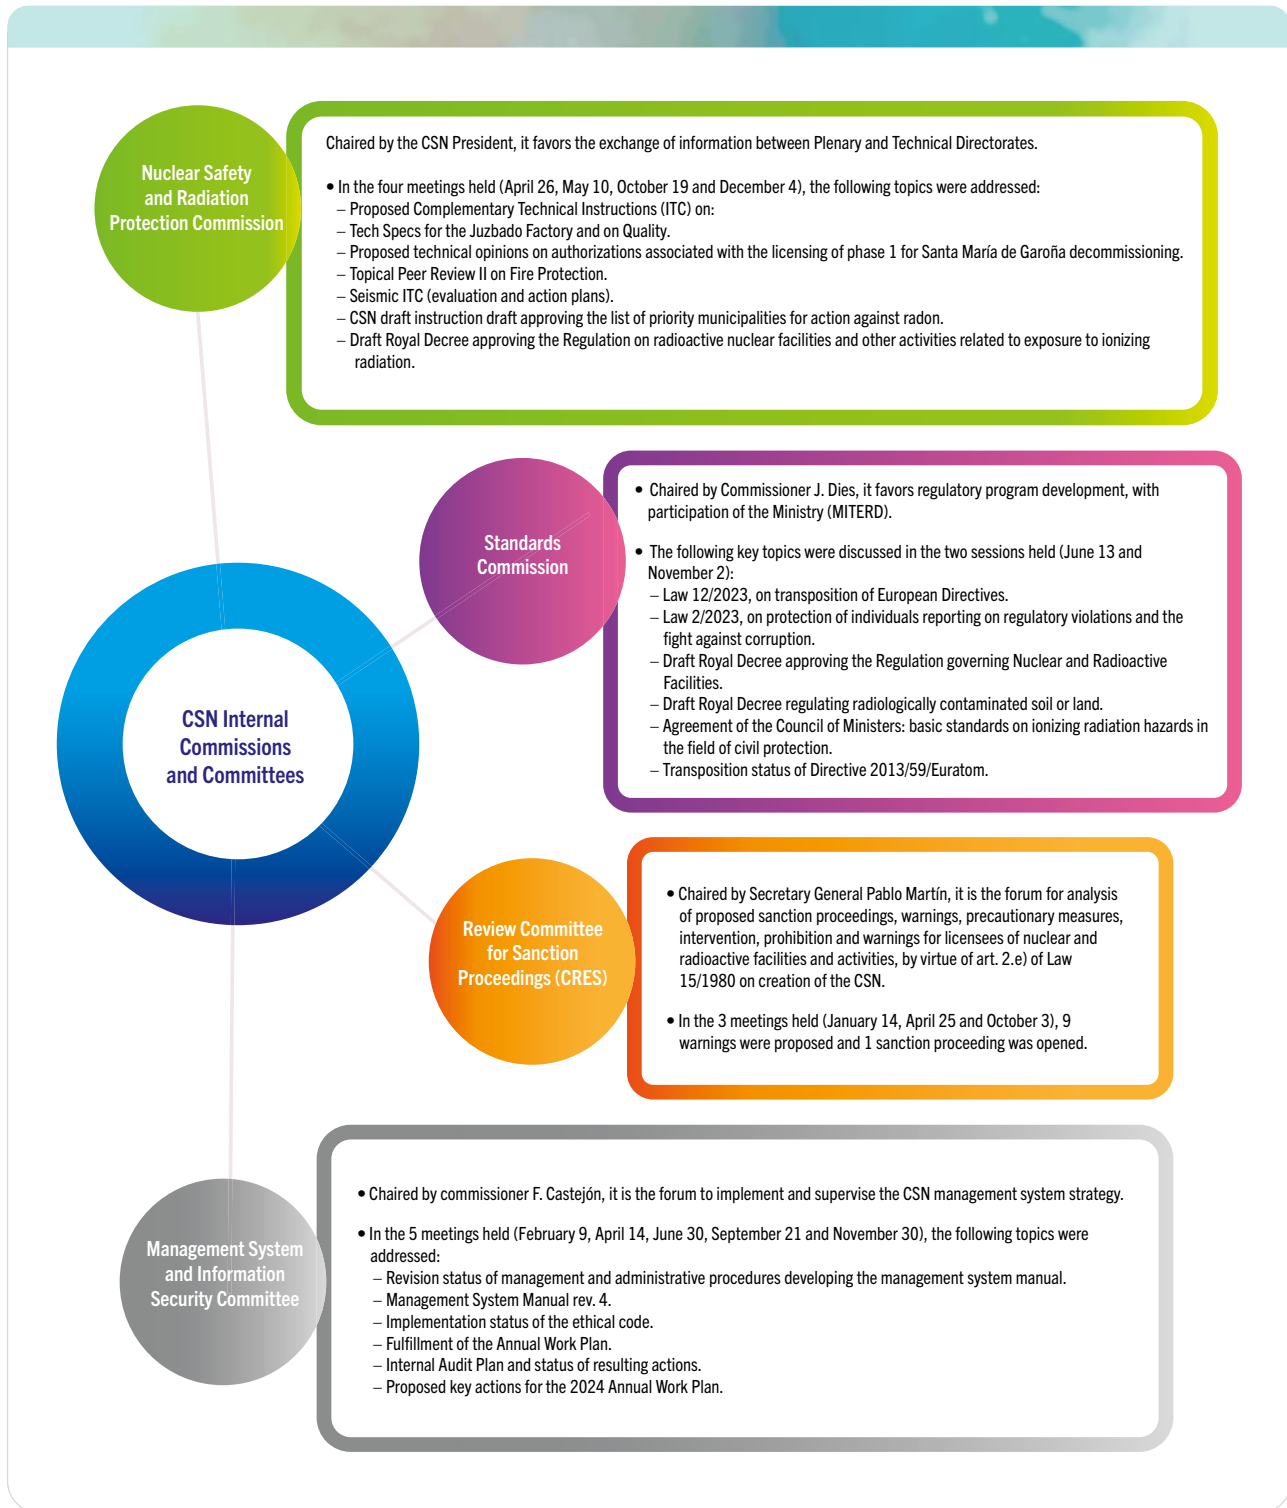 Nuclear Safety
and Radiation
Protection Commission
Chaired by the CSN President, it favors the exchange of information between Plenary and Technical Directorates.
• In the four meetings held (April 26, May 10, October 19 and December 4), the following topics were addressed:
– Proposed Complementary Technical Instructions (ITC) on:
– Tech Specs for the Juzbado Factory and on Quality.
– Proposed technical opinions on authorizations associated with the licensing of phase 1 for Santa María de Garoña decommissioning.
– Topical Peer Review II on Fire Protection.
– Seismic ITC (evaluation and action plans).
– CSN draft instruction draft approving the list of priority municipalities for action against radon.
– Draft Royal Decree approving the Regulation on radioactive nuclear facilities and other activities related to exposure to ionizing
radiation.
Standards
Commission
• Chaired by Commissioner J. Dies, it favors regulatory program development, with
participation of the Ministry (MITERD).
• The following key topics were discussed in the two sessions held (June 13 and
November 2):
– Law 12/2023, on transposition of European Directives.
– Law 2/2023, on protection of individuals reporting on regulatory violations and the
fight against corruption.
– Draft Royal Decree approving the Regulation governing Nuclear and Radioactive
Facilities.
– Draft Royal Decree regulating radiologically contaminated soil or land.
– Agreement of the Council of Ministers: basic standards on ionizing radiation hazards in
the field of civil protection.
– Transposition status of Directive 2013/59/Euratom.
CSN Internal
Commissions
and Committees
Review Committee
for Sanction
Proceedings (CRES)
• Chaired by Secretary General Pablo Martín, it is the forum for analysis
of proposed sanction proceedings, warnings, precautionary measures,
intervention, prohibition and warnings for licensees of nuclear and
radioactive facilities and activities, by virtue of art. 2.e) of Law
15/1980 on creation of the CSN.
• In the 3 meetings held (January 14, April 25 and October 3), 9
warnings were proposed and 1 sanction proceeding was opened.
Management System
and Information
Security Committee
• Chaired by commissioner F. Castejón, it is the forum to implement and supervise the CSN management system strategy.
• In the 5 meetings held (February 9, April 14, June 30, September 21 and November 30), the following topics were
addressed:
– Revision status of management and administrative procedures developing the management system manual.
– Management System Manual rev. 4.
– Implementation status of the ethical code.
– Fulfillment of the Annual Work Plan.
– Internal Audit Plan and status of resulting actions.
– Proposed key actions for the 2024 Annual Work Plan.